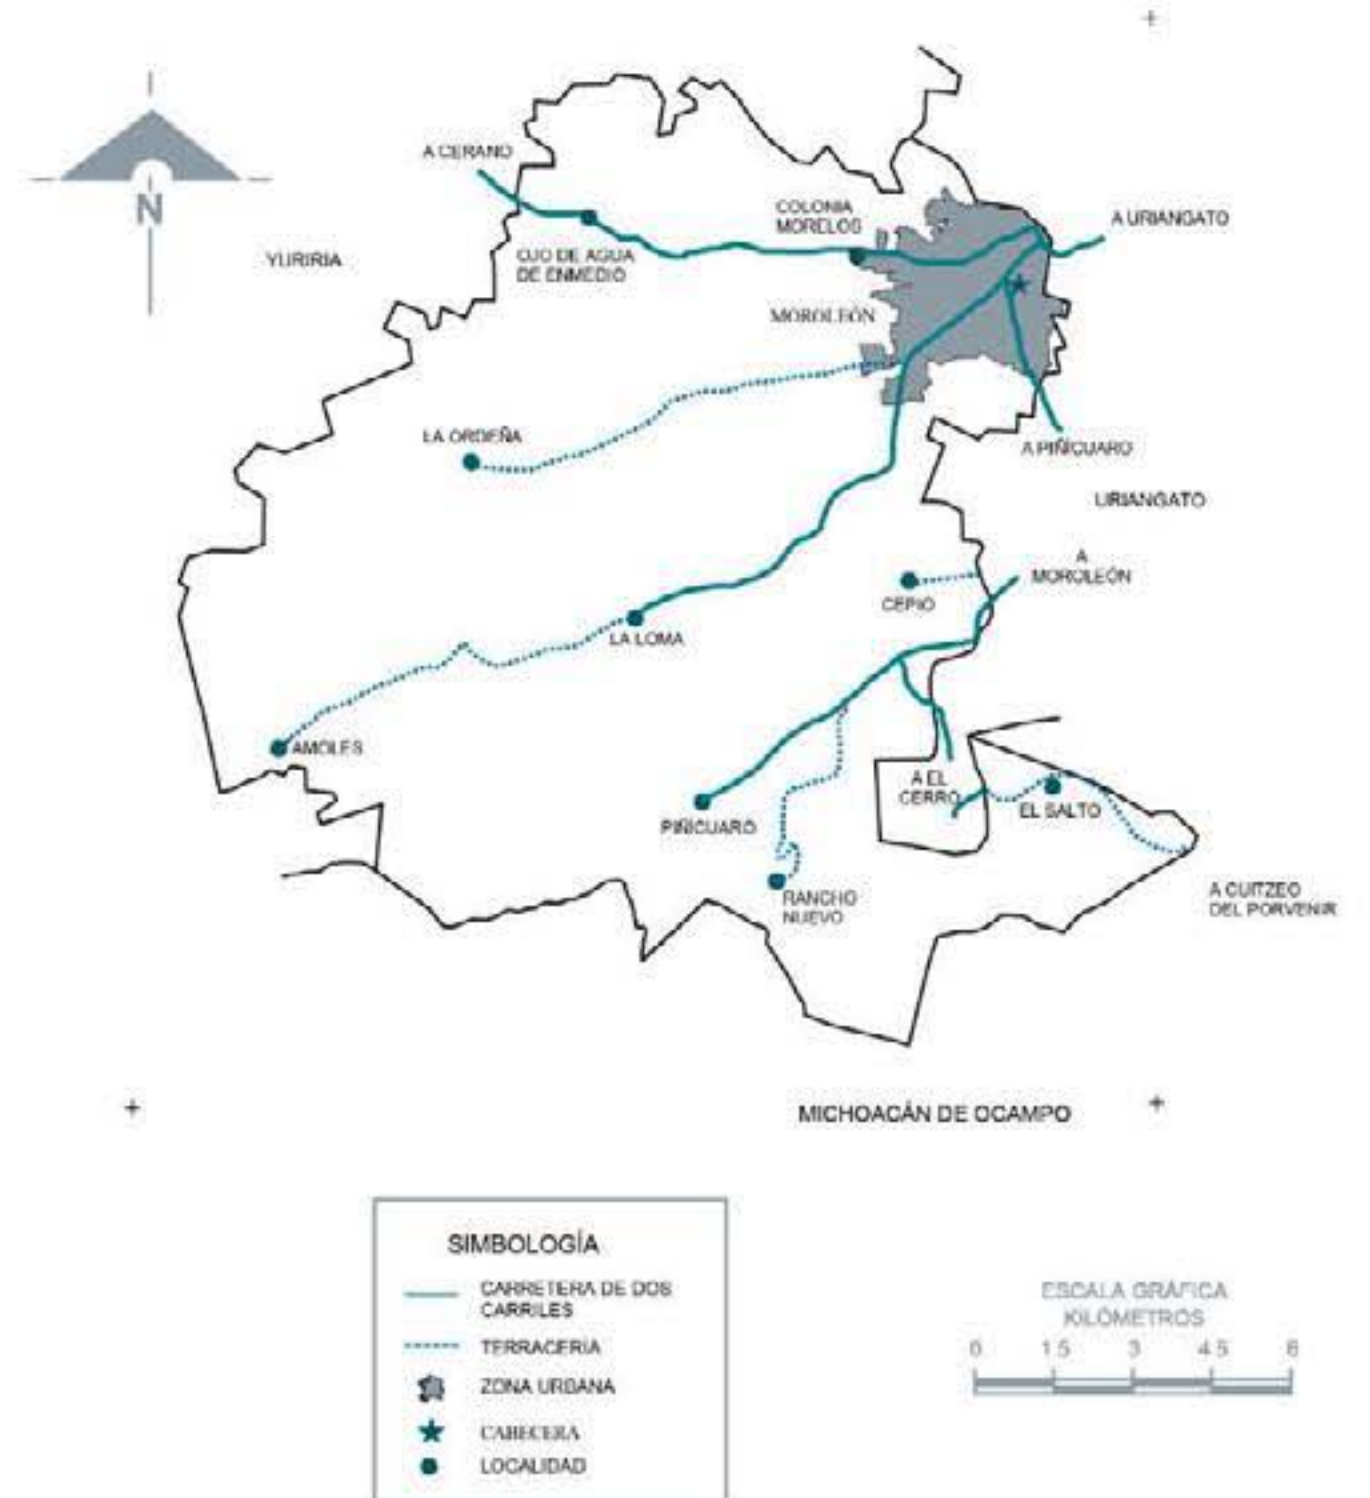 A CERANO
COLONIA
MORELOS
A URIANGATO
N
YURIRIA
OJO DE AGUA
DE ENMEDIO
MOROLEÓN
LA ORDEÑA
A PIÑICUARO
URIANGATO
A
MOROLEÓN
CEPIO
LA LOMA
AMOLES
A EL
CERRO
EL SALTO
PIÑICUARO
RANCHO
NUEVO
A CUITZEO
DEL PORVENIR
MICHOACÁN DE OCAMPO
SIMBOLOGÍA
CARRETERA DE DOS
CARRILES
TERRACERIA
ZONA URBANA
CABECERA
LOCALIDAD
ESCALA GRÁFICA
KILÓMETROS
0 1 5 3 4 5 6